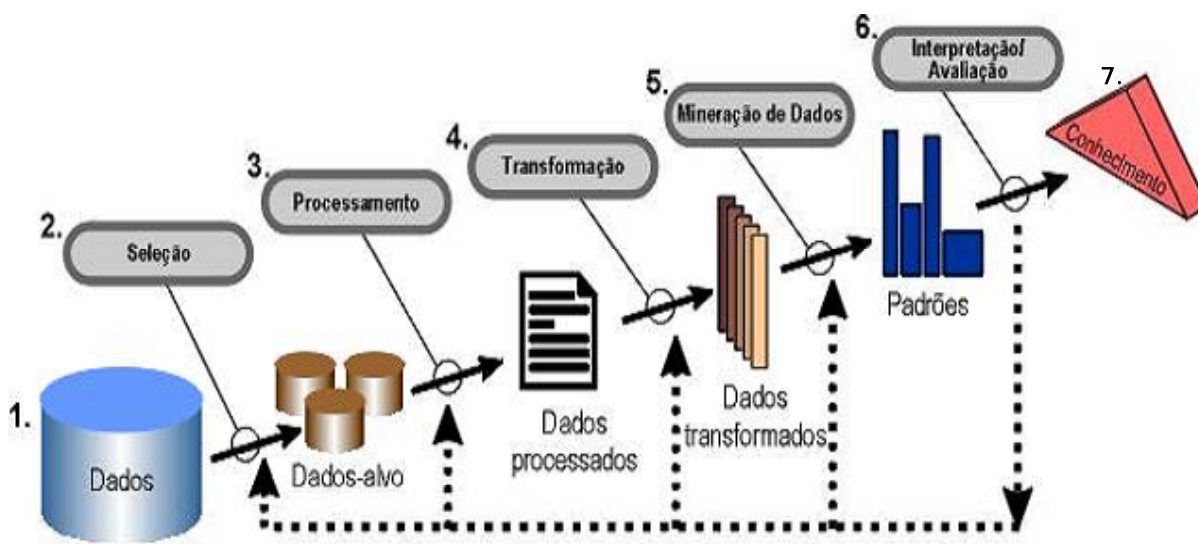 1.
Dados
2.
Seleção
Dados-alvo
3.
Processamento
Dados
processados
4.
Transformação
Dados
transformados
5.
Mineração de Dados
Padrões
6.
Interpretação/
Avaliação
7.
Conhecimento